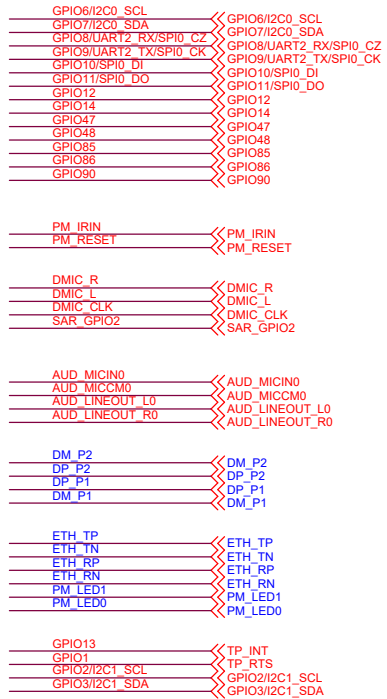 GPIO6/I2C0_SCL GPIO6/I2C0_SCL
GPIO7/I2C0_SDA GPIO7/I2C0_SDA
GPIO8/UART2_RX/SPI0_CZ GPIO8/UART2_RX/SPI0_CZ
GPIO9/UART2_TX/SPI0_CK GPIO9/UART2_TX/SPI0_CK
GPIO10/SPI0_DI GPIO10/SPI0_DI
GPIO11/SPI0_DO GPIO11/SPI0_DO
GPIO12 GPIO12
GPIO14 GPIO14
GPIO47 GPIO47
GPIO48 GPIO48
GPIO85 GPIO85
GPIO86 GPIO86
GPIO90 GPIO90
PM_IRIN PM_IRIN
PM_RESET PM_RESET
DMIC_R DMIC_R
DMIC_L DMIC_L
DMIC_CLK DMIC_CLK
SAR_GPIO2 SAR_GPIO2
AUD_MICIN0 AUD_MICIN0
AUD_MICCM0 AUD_MICCM0
AUD_LINEOUT_L0 AUD_LINEOUT_L0
AUD_LINEOUT_R0 AUD_LINEOUT_R0
DM_P2 DM_P2
DP_P2 DP_P2
DP_P1 DP_P1
DM_P1 DM_P1
ETH_TP ETH_TP
ETH_TN ETH_TN
ETH_RP ETH_RP
ETH_RN ETH_RN
PM_LED1 PM_LED1
PM_LED0 PM_LED0
GPIO13 TP_INT
GPIO1 TP_RTS
GPIO2/I2C1_SCL GPIO2/I2C1_SCL
GPIO3/I2C1_SDA GPIO3/I2C1_SDA